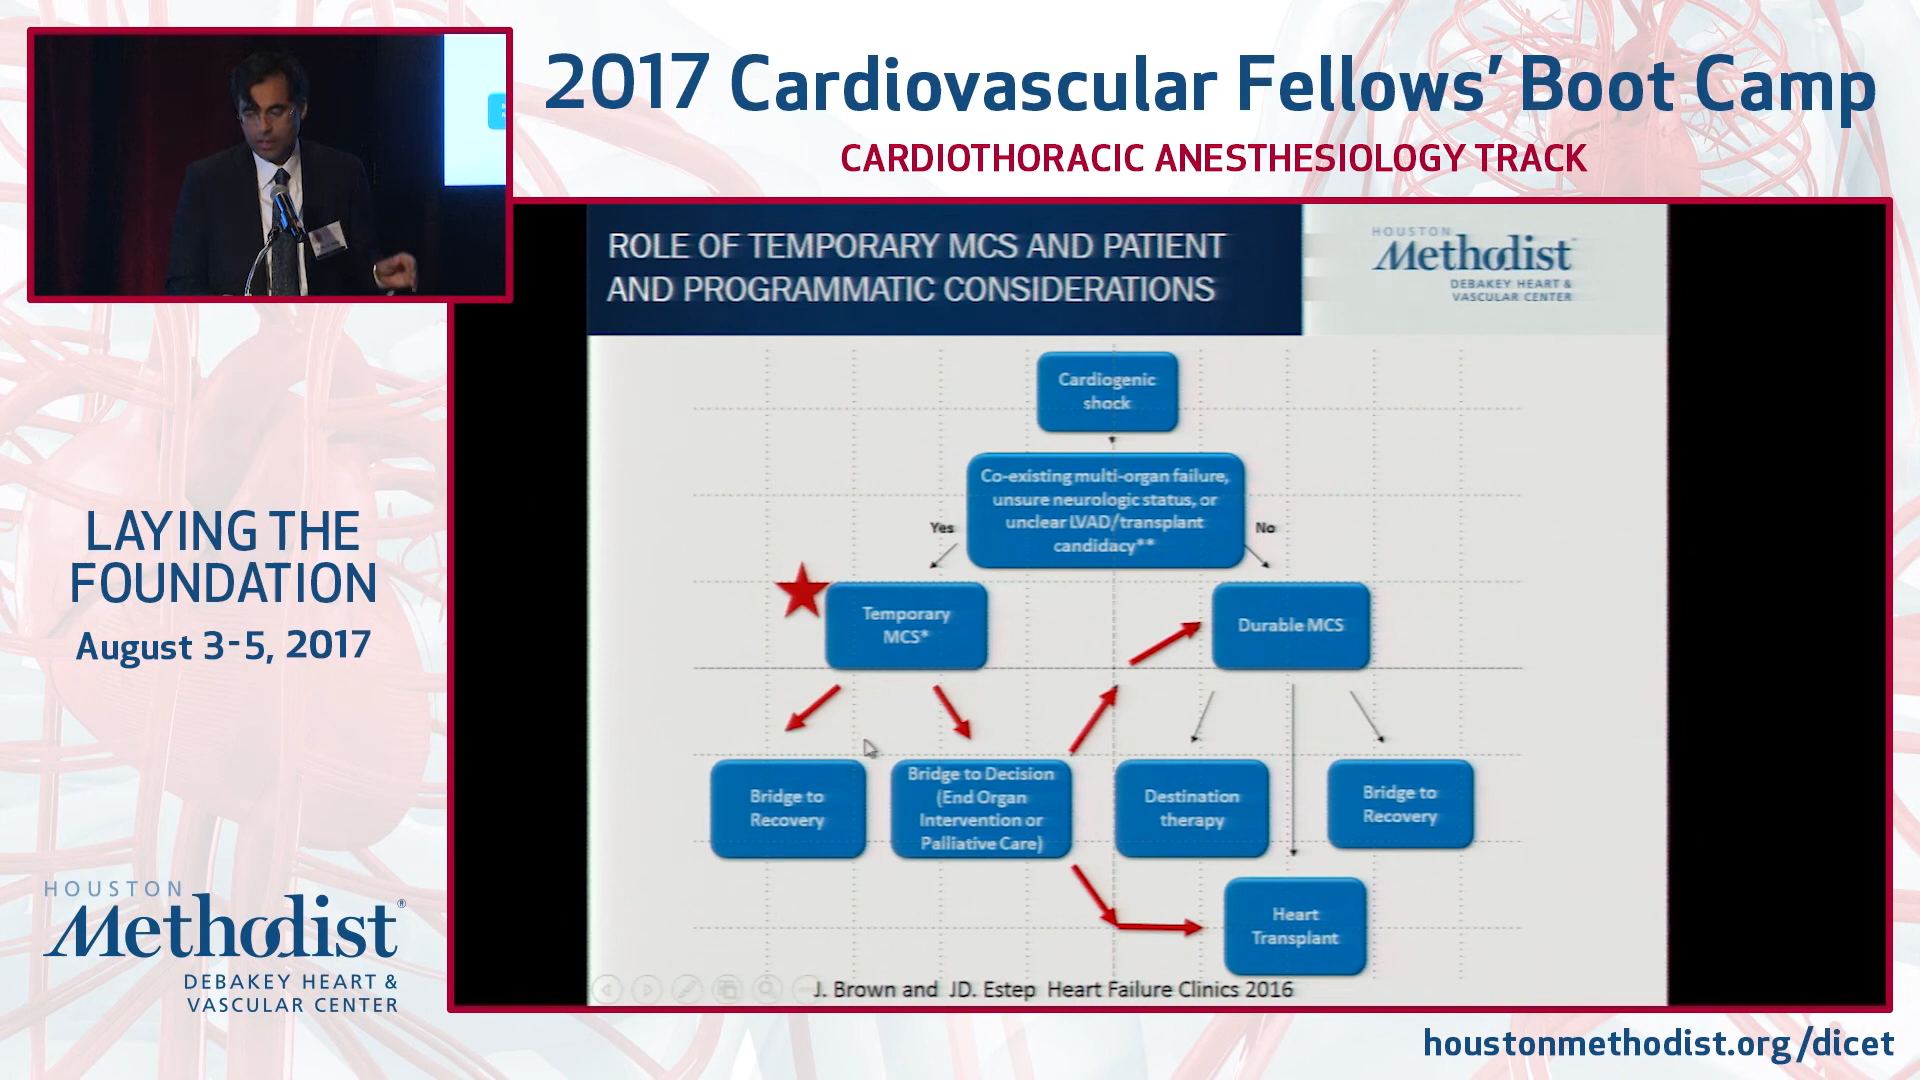 2017 Cardiovascular Fellows' Boot Camp
CARDIOTHORACIC ANESTHESIOLOGY TRACK
ROLE OF TEMPORARY MCS AND PATIENT
AND PROGRAMMATIC CONSIDERATIONS
HOUSTON
Methodist
DEBAKEY HEART &
VASCULAR CENTER
Cardiogenic
shock
Co-existing multi-organ failure,
unsure neurologic status, or
unclear LVAD/transplant
candidacy**
Yes
No
Temporary
MCS*
Durable MCS
Bridge to
Recovery
Bridge to Decision
(End Organ
Intervention or
Palliative Care)
Destination
therapy
Bridge to
Recovery
Heart
Transplant
J. Brown and JD. Estep Heart Failure Clinics 2016
LAYING THE
FOUNDATION
August 3-5, 2017
HOUSTON
Methodist®
DEBAKEY HEART &
VASCULAR CENTER
houstonmethodist.org/dicet